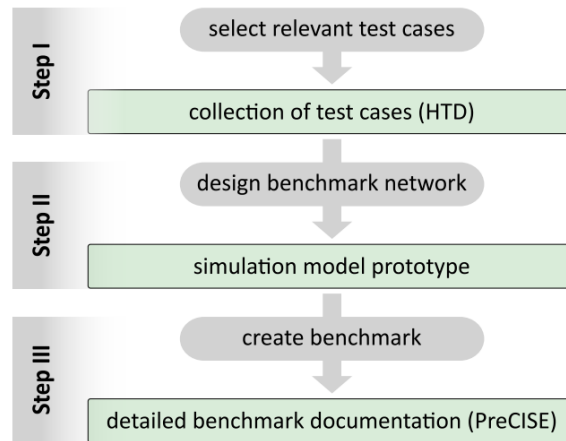 Step I
select relevant test cases
collection of test cases (HTD)
Step II
design benchmark network
simulation model prototype
Step III
create benchmark
detailed benchmark documentation (PreCISE)